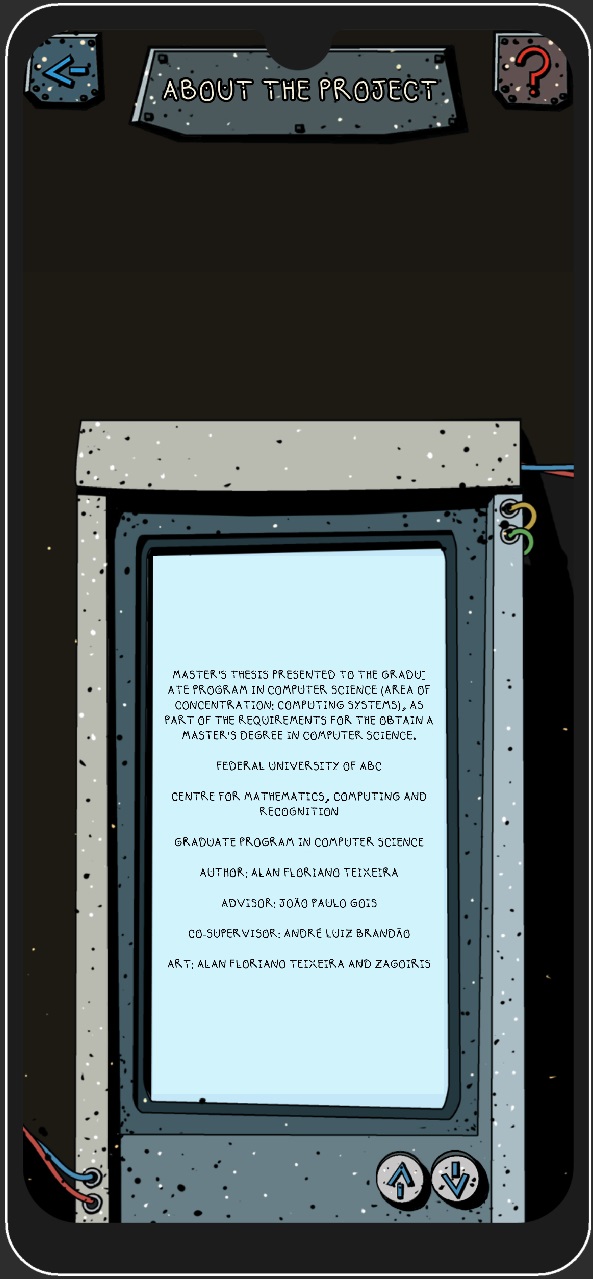 ABOUT THE PROJECT
MASTER'S THESIS PRESENTED TO THE GRADU
ATE PROGRAM IN COMPUTER SCIENCE (AREA OF
CONCENTRATION: COMPUTING SYSTEMS), AS
PART OF THE REQUIREMENTS FOR THE OBTAIN A
MASTER'S DEGREE IN COMPUTER SCIENCE.
FEDERAL UNIVERSITY OF ABC
CENTRE FOR MATHEMATICS, COMPUTING AND
RECOGNITION
GRADUATE PROGRAM IN COMPUTER SCIENCE
AUTHOR: ALAN FLORIANO TEIXEIRA
ADVISOR: JOÃO PAULO GOIS
CO-SUPERVISOR: ANDRÉ LUIZ BRANDÃO
ART: ALAN FLORIANO TEIXEIRA AND ZAGOIRIS